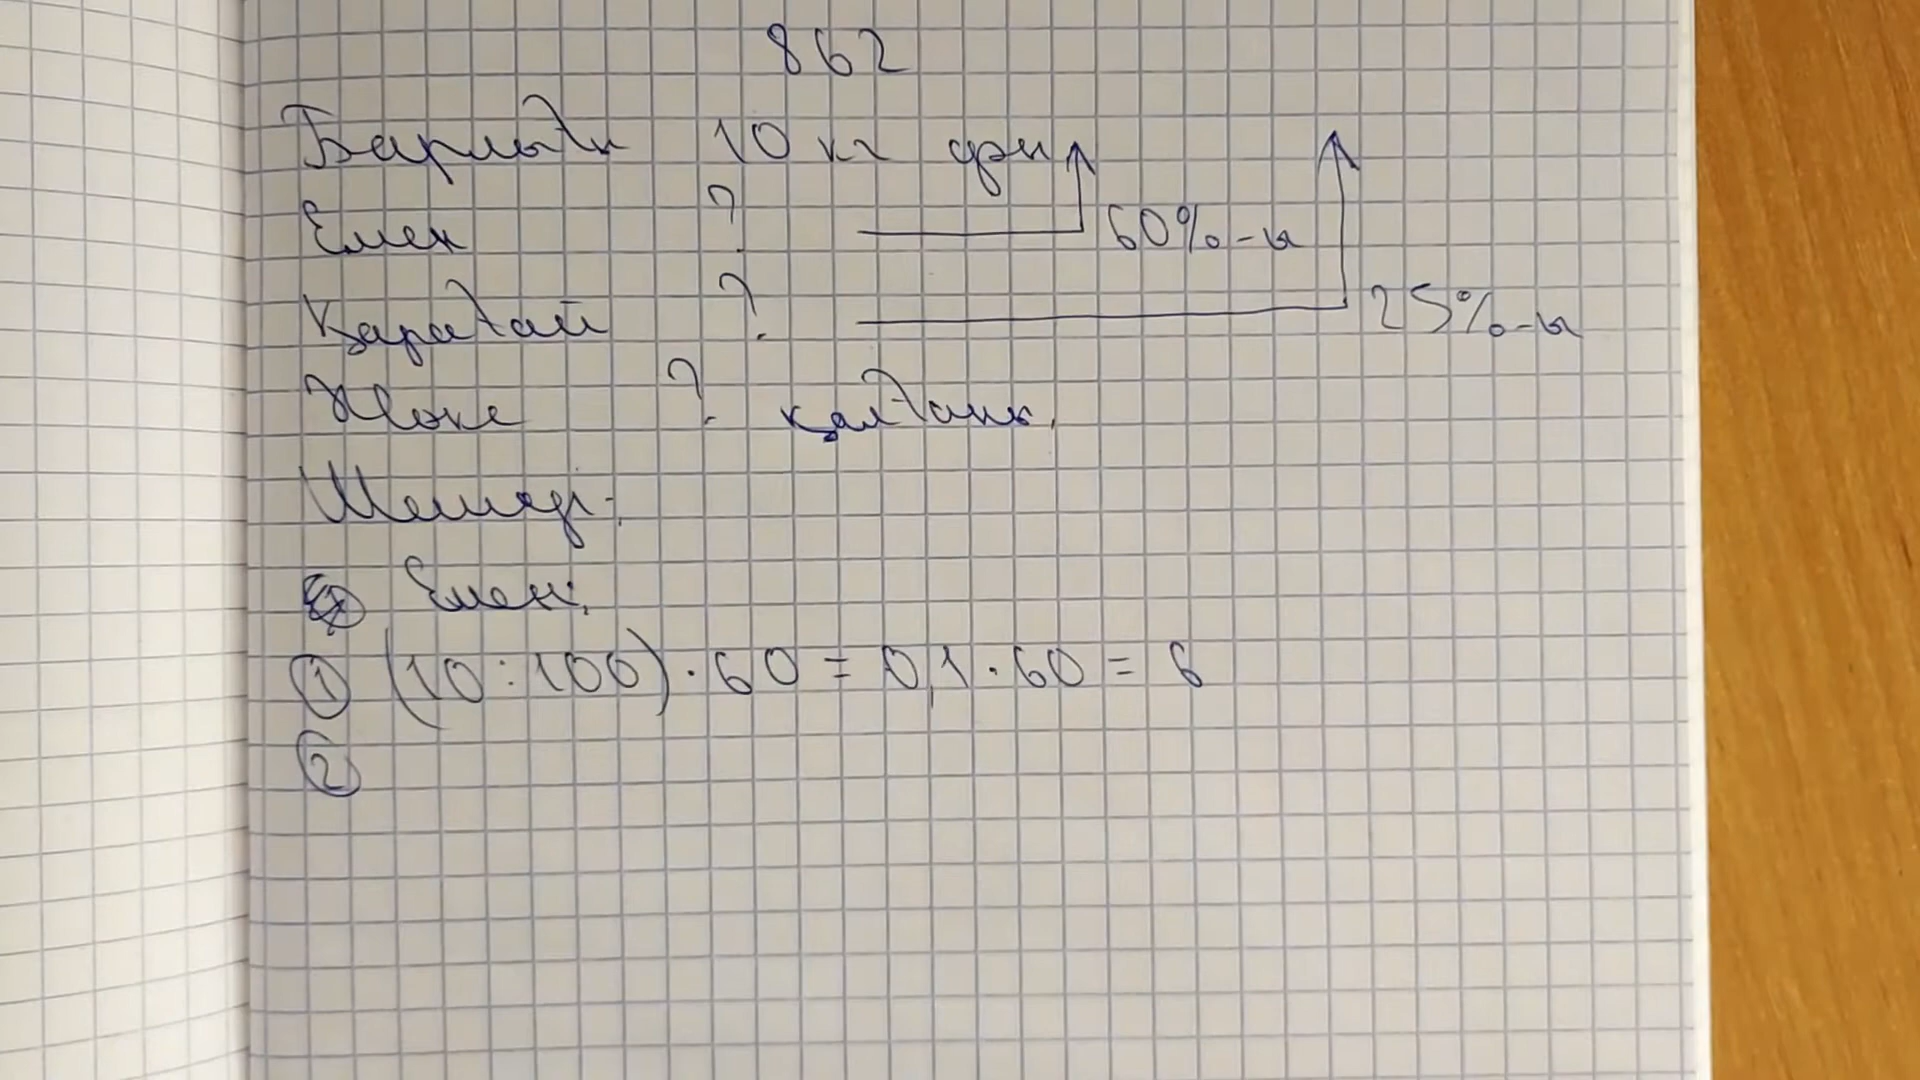 862
Барлығы 10 кг дән
Емен ?
60%-ы
Қарағай ?
25%-ы
Жөке ? қалғаны.
Шешуі:
Емен:
① (10:100)·60 = 0,1·60 = 6
②